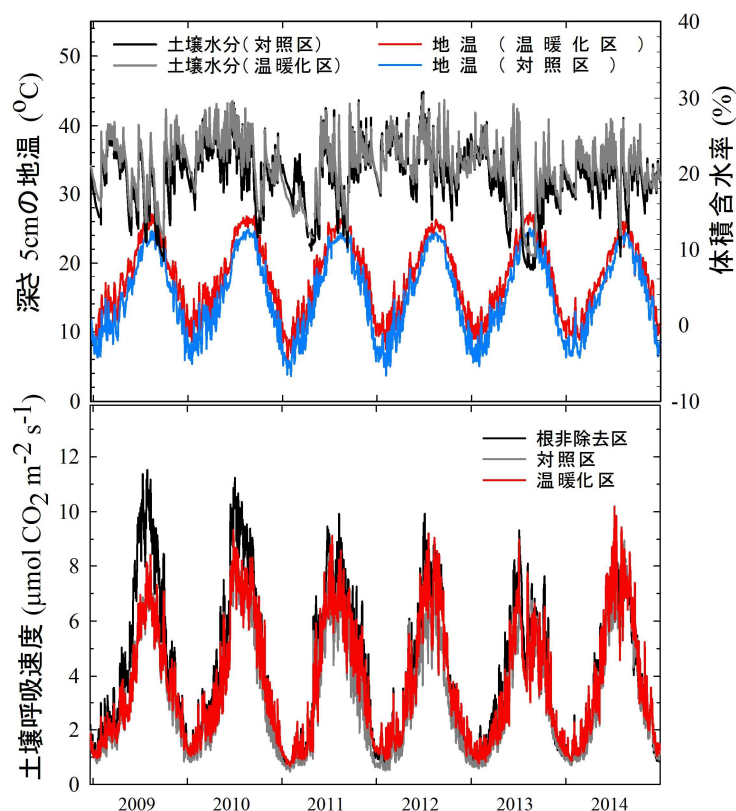 土壌水分(対照区)
土壌水分(温暖化区)
地 温 ( 温 暖 化 区 )
地 温 ( 対 照 区 )
深さ 5cmの地温 (℃)
50
40
30
20
10
0
体積含水率 (%)
40
30
20
10
0
-10
土壌呼吸速度 (μmol CO2 m-2 s-1)
12
10
8
6
4
2
0
根非除去区
対照区
温暖化区
2009 2010 2011 2012 2013 2014